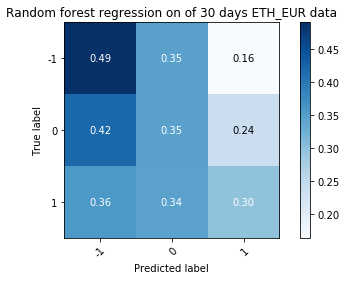 Random forest regression on of 30 days ETH_EUR data
-1 0.49 0.35 0.16
0 0.42 0.35 0.24
1 0.36 0.34 0.30
-1 0 1
True label
Predicted label
0.45
0.40
0.35
0.30
0.25
0.20